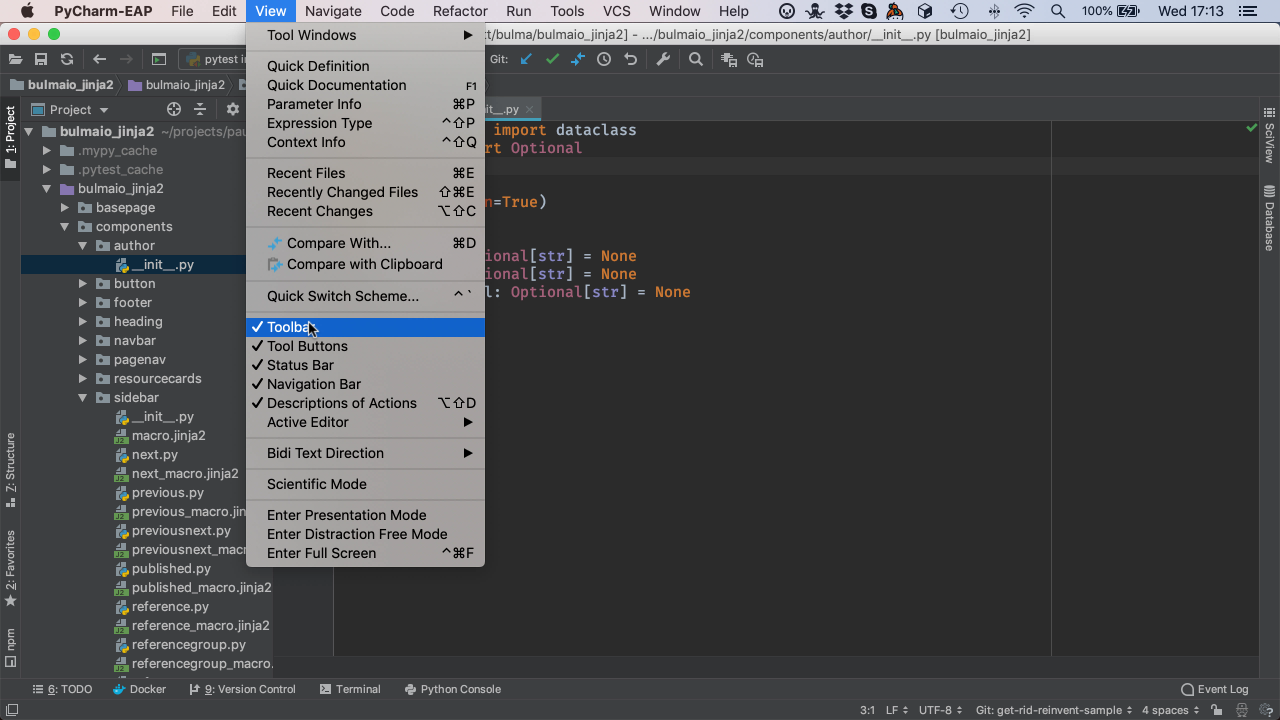 PyCharm-EAP File Edit View Navigate Code Refactor Run Tools VCS Window Help 100% Wed 17:13
xt/bulma/bulmaio_jinja2] - .../bulmaio_jinja2/components/author/__init__.py [bulmaio_jinja2]
pytest in Git:
bulmaio_jinja2 bulmaio_jinja2
Project
bulmaio_jinja2 ~/projects/pau
.mypy_cache
.pytest_cache
bulmaio_jinja2
basepage
components
author
__init__.py
button
footer
heading
navbar
pagenav
resourcecards
sidebar
__init__.py
macro.jinja2
next.py
next_macro.jinja2
previous.py
previous_macro.jin
previousnext.py
previousnext_mac
published.py
published_macro.jinja2
reference.py
reference_macro.jinja2
referencegroup.py
referencegroup_macro.
1: Project
Z: Structure
2: Favorites
npm
Tool Windows
Quick Definition
Quick Documentation F1
Parameter Info ⌘P
Expression Type ⌃⇧P
Context Info ⌃⇧Q
Recent Files ⌘E
Recently Changed Files ⇧⌘E
Recent Changes ⌥⇧C
Compare With... ⌘D
Compare with Clipboard
Quick Switch Scheme... ⌃`
✓ Toolba
✓ Tool Buttons
✓ Status Bar
✓ Navigation Bar
✓ Descriptions of Actions ⌥⇧D
Active Editor
Bidi Text Direction
Scientific Mode
Enter Presentation Mode
Enter Distraction Free Mode
Enter Full Screen ⌃⌘F
it__.py
import dataclass
rt Optional
n=True)
ional[str] = None
ional[str] = None
l: Optional[str] = None
SciView
Database
6: TODO Docker 9: Version Control Terminal Python Console Event Log
3:1 LF UTF-8 Git: get-rid-reinvent-sample 4 spaces